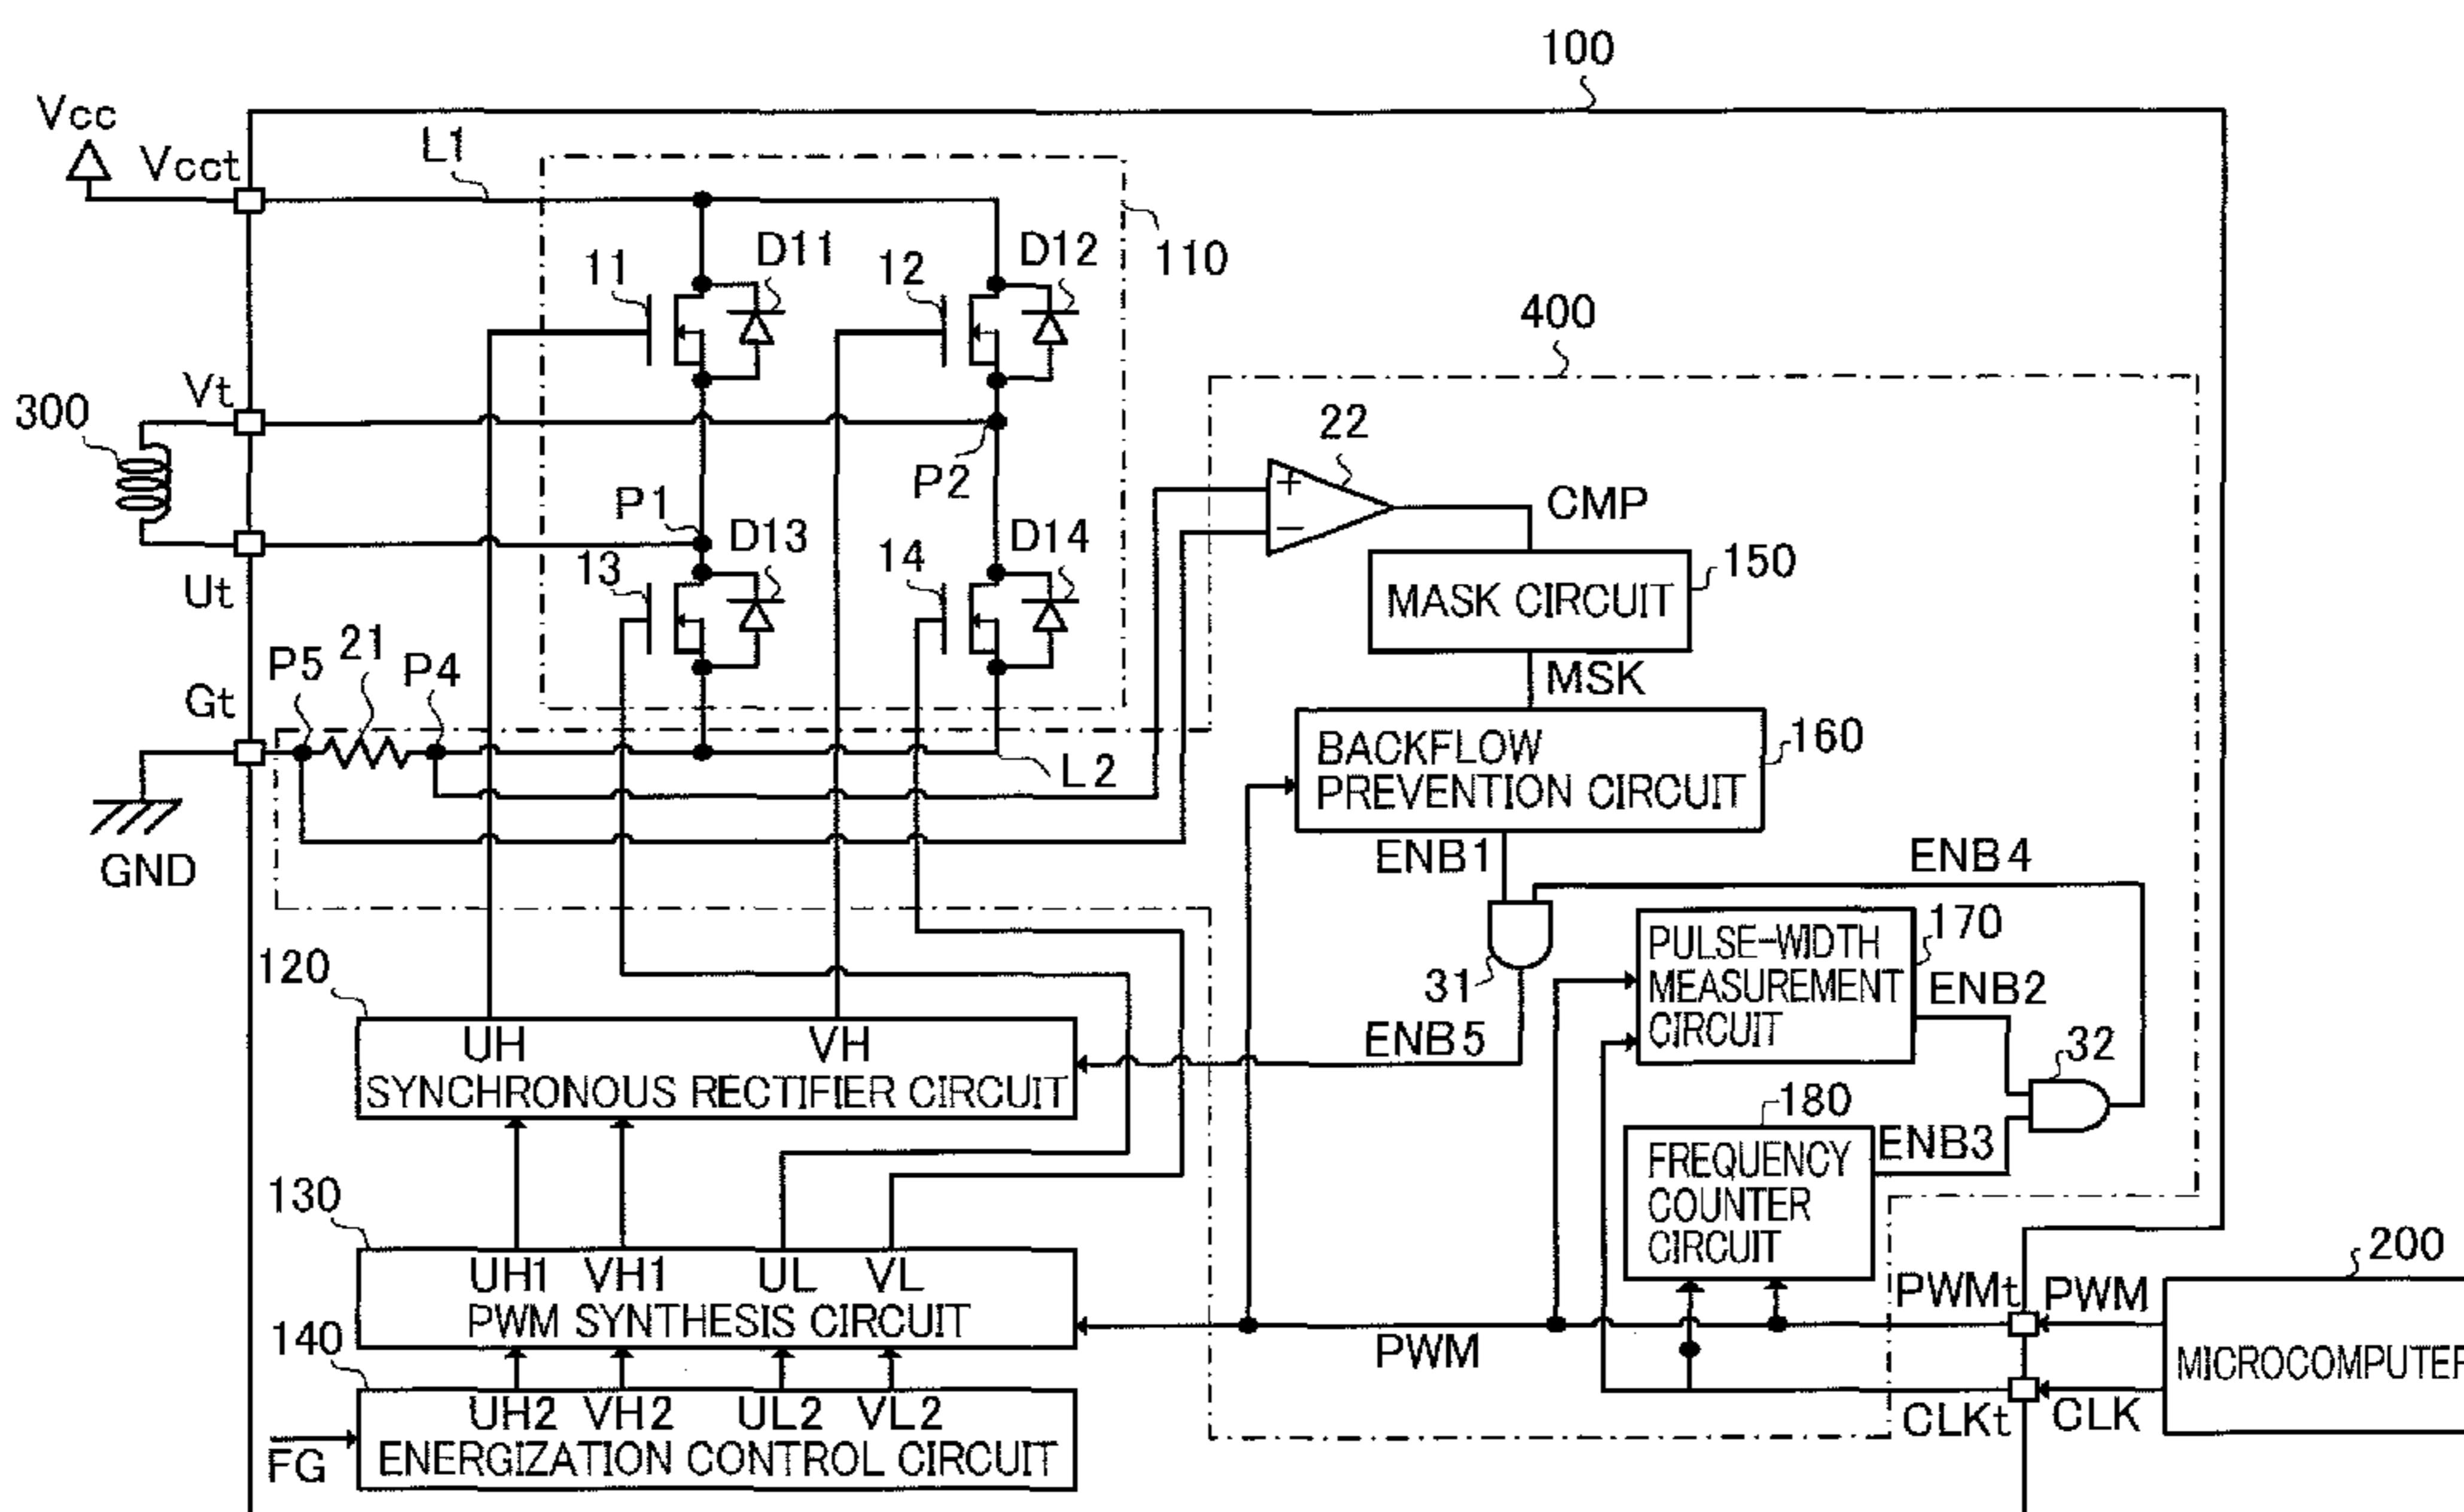 100
Vcc
Vcct
L1
110
11
D11
12
D12
400
Vt
300
22
P2
CMP
P1
D13
D14
13
14
Ut
MASK CIRCUIT
150
P5
21
P4
MSK
Gt
BACKFLOW
PREVENTION CIRCUIT
160
L2
GND
ENB1
ENB4
31
PULSE-WIDTH
MEASUREMENT
CIRCUIT
170
ENB2
120
UH
VH
SYNCHRONOUS RECTIFIER CIRCUIT
ENB5
32
180
FREQUENCY
COUNTER
CIRCUIT
ENB3
130
UH1 VH1 UL VL
PWM SYNTHESIS CIRCUIT
PWM
PWMt
PWM
200
MICROCOMPUTER
140
UH2 VH2 UL2 VL2
ENERGIZATION CONTROL CIRCUIT
FG
CLKt
CLK